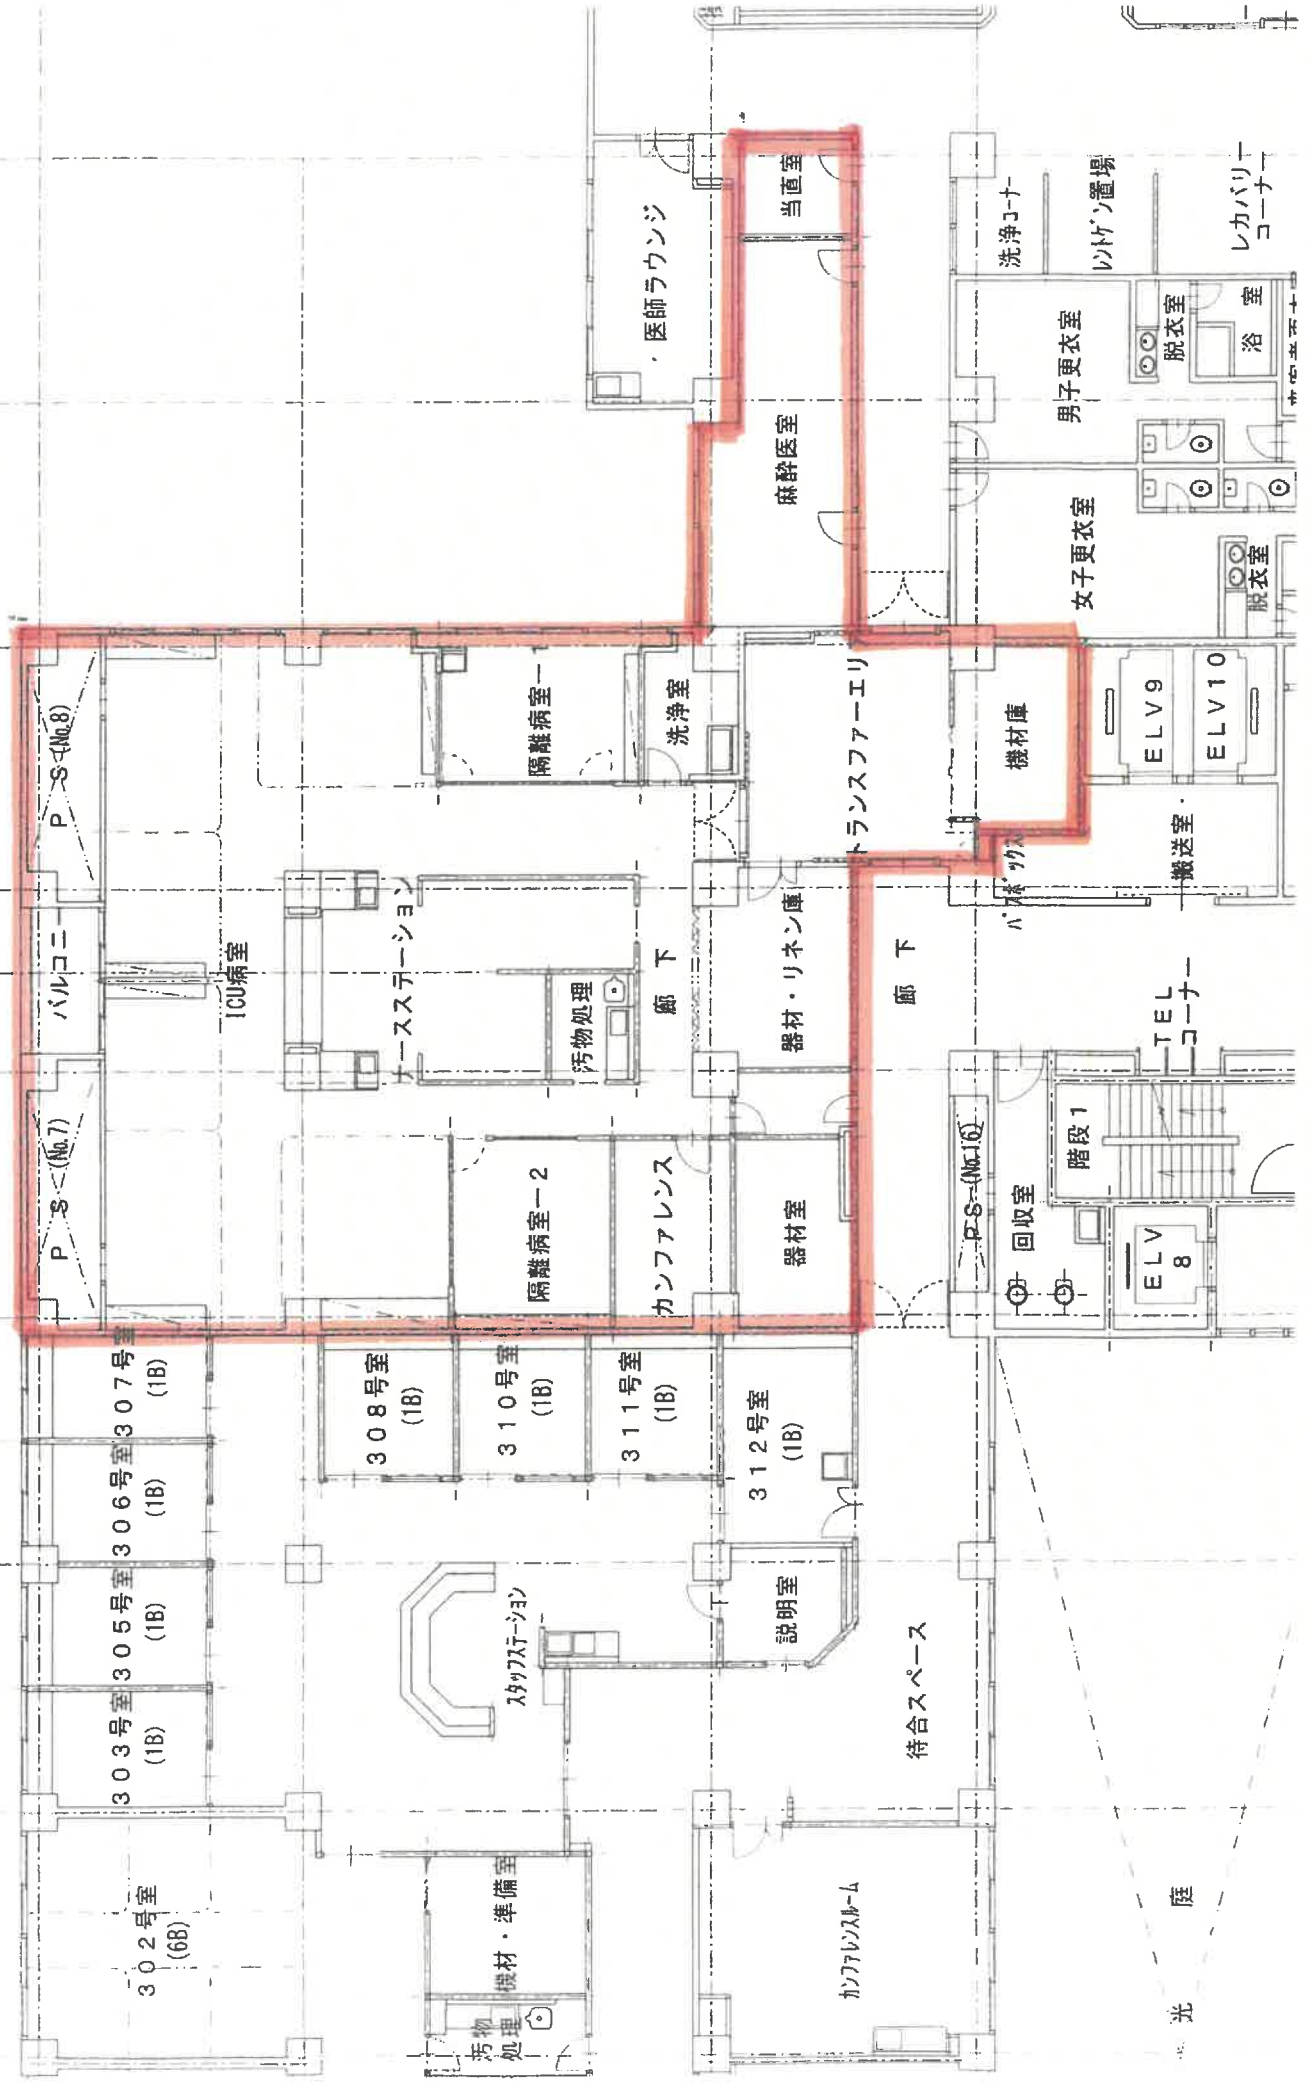 302号室
(6B)
303号室
(1B)
305号室
(1B)
306号室
(1B)
307号室
(1B)
P S (No.7)
バルコニー
P S (No.8)
ICU病室
308号室
(1B)
310号室
(1B)
311号室
(1B)
312号室
(1B)
隔離病室ー2
カンファレンス
器材室
ナースステーション
汚物処理
廊 下
器材・リネン庫
隔離病室ー1
洗浄室
トランスファーエリ
機材庫
麻酔医室
当直室
・医師ラウンジ
汚物
処理
機材・準備室
スタッフステーション
説明室
カンファレンスルーム
待合スペース
廊 下
P S (No.16)
回収室
階段1
ELV
8
TEL
コーナー
パスボックス
搬送室
ELV9
ELV10
女子更衣室
脱衣室
男子更衣室
脱衣室
浴 室
洗浄コーナー
レントゲン置場
レカバリー
コーナー
光 庭